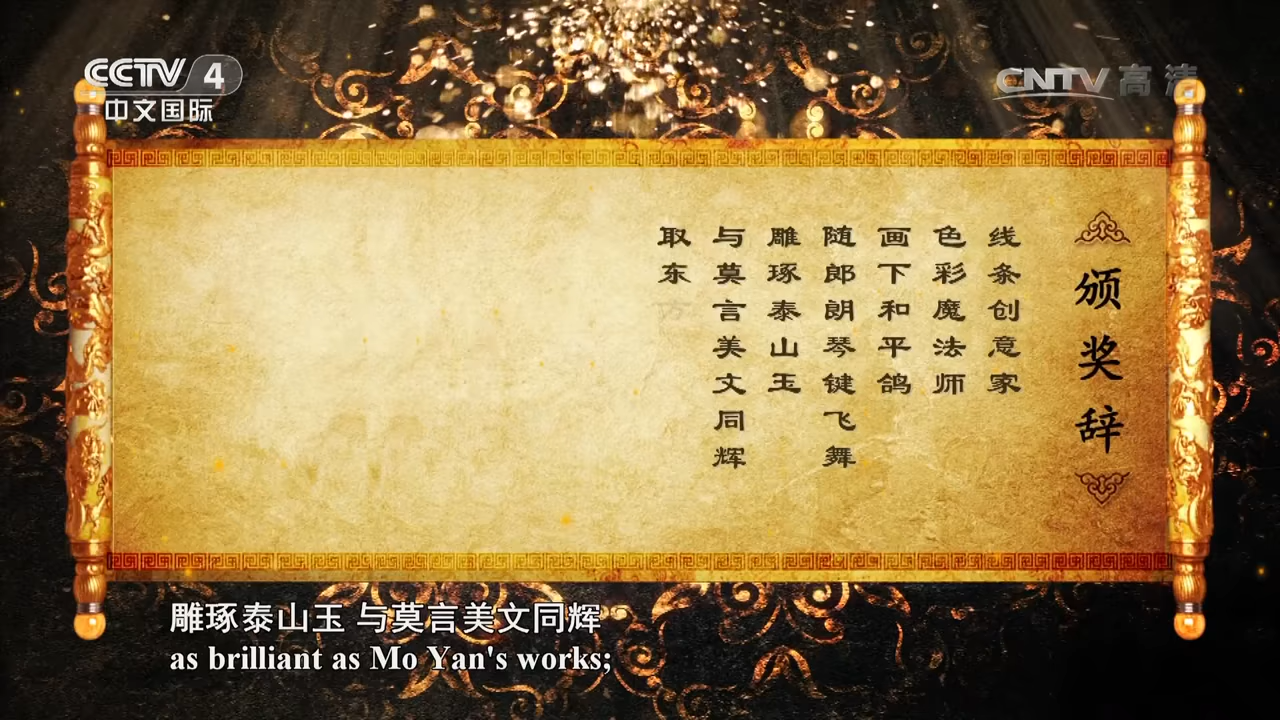 CCTV 4
中文国际
CNTV 高清
颁奖辞
线条创意家
色彩魔法师
画下和平鸽
随郎朗琴键飞舞
雕琢泰山玉
与莫言美文同辉
取东方
雕琢泰山玉 与莫言美文同辉
as brilliant as Mo Yan's works;